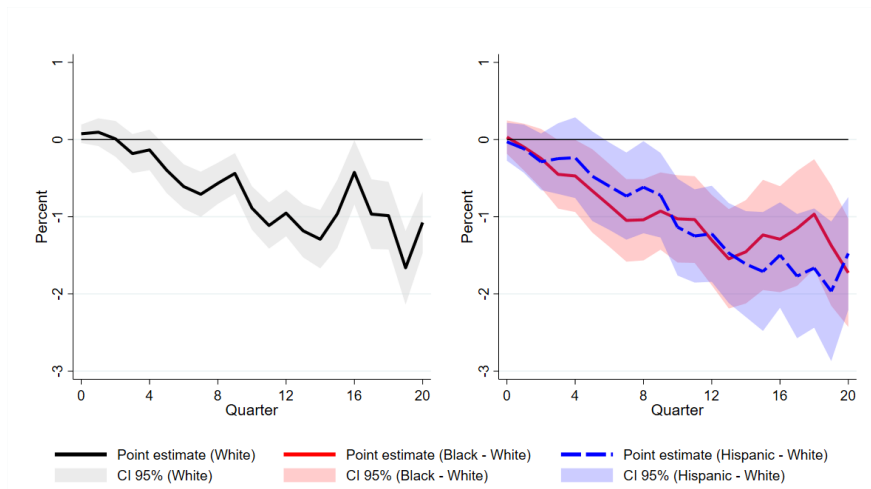 1
0
-1
-2
-3
Percent
0 4 8 12 16 20
Quarter
1
0
-1
-2
-3
Percent
0 4 8 12 16 20
Quarter
Point estimate (White) Point estimate (Black - White) Point estimate (Hispanic - White)
CI 95% (White) CI 95% (Black - White) CI 95% (Hispanic - White)